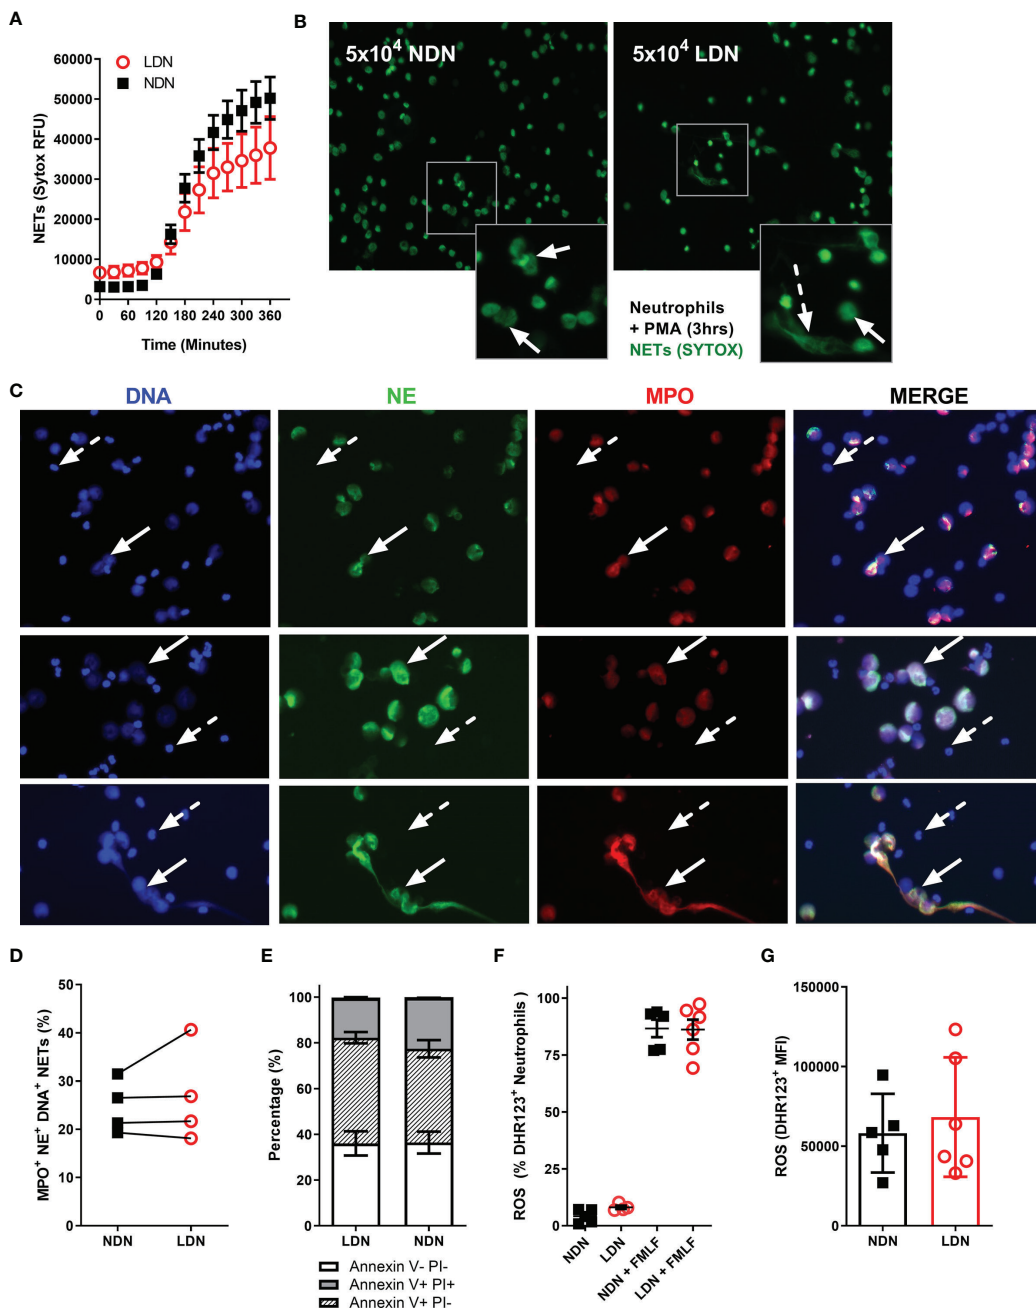 A
60000
50000
40000
30000
20000
10000
0
NETs (Sytox RFU)
LDN
NDN
0 60 120 180 240 300 360
Time (Minutes)
B
5x10⁴ NDN
5x10⁴ LDN
Neutrophils
+ PMA (3hrs)
NETs (SYTOX)
C
DNA NE MPO MERGE
D
MPO⁺ NE⁺ DNA⁺ NETs (%)
50
40
30
20
10
0
NDN LDN
E
Percentage (%)
100
80
60
40
20
0
LDN NDN
Annexin V- PI-
Annexin V+ PI+
Annexin V+ PI-
F
ROS (% DHR123⁺ Neutrophils )
100
75
50
25
0
NDN
LDN
NDN + FMLF
LDN + FMLF
G
ROS (DHR123⁺ MFI)
150000
100000
50000
0
NDN LDN